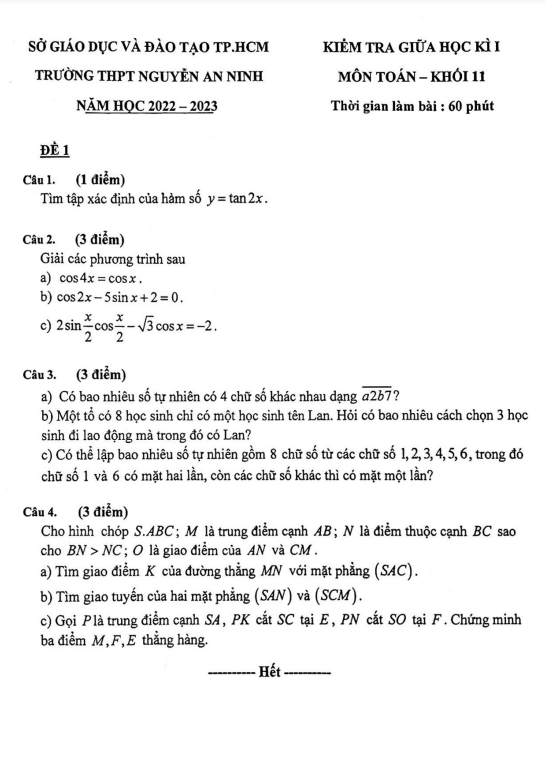 SỞ GIÁO DỤC VÀ ĐÀO TẠO TP.HCM
TRƯỜNG THPT NGUYỄN AN NINH
NĂM HỌC 2022 – 2023
KIỂM TRA GIỮA HỌC KÌ I
MÔN TOÁN – KHỐI 11
Thời gian làm bài : 60 phút
ĐỀ 1
Câu 1. (1 điểm)
Tìm tập xác định của hàm số y = tan 2x.
Câu 2. (3 điểm)
Giải các phương trình sau
a) cos 4x = cos x.
b) cos 2x − 5 sin x + 2 = 0.
c) 2 sin x/2 cos x/2 − √3 cos x = −2.
Câu 3. (3 điểm)
a) Có bao nhiêu số tự nhiên có 4 chữ số khác nhau dạng a2b7?
b) Một tổ có 8 học sinh chỉ có một học sinh tên Lan. Hỏi có bao nhiêu cách chọn 3 học
sinh đi lao động mà trong đó có Lan?
c) Có thể lập bao nhiêu số tự nhiên gồm 8 chữ số từ các chữ số 1, 2, 3, 4, 5, 6, trong đó
chữ số 1 và 6 có mặt hai lần, còn các chữ số khác thì có mặt một lần?
Câu 4. (3 điểm)
Cho hình chóp S.ABC; M là trung điểm cạnh AB; N là điểm thuộc cạnh BC sao
cho BN > NC; O là giao điểm của AN và CM.
a) Tìm giao điểm K của đường thẳng MN với mặt phẳng (SAC).
b) Tìm giao tuyến của hai mặt phẳng (SAN) và (SCM).
c) Gọi P là trung điểm cạnh SA, PK cắt SC tại E, PN cắt SO tại F. Chứng minh
ba điểm M, F, E thẳng hàng.
---------- Hết ----------